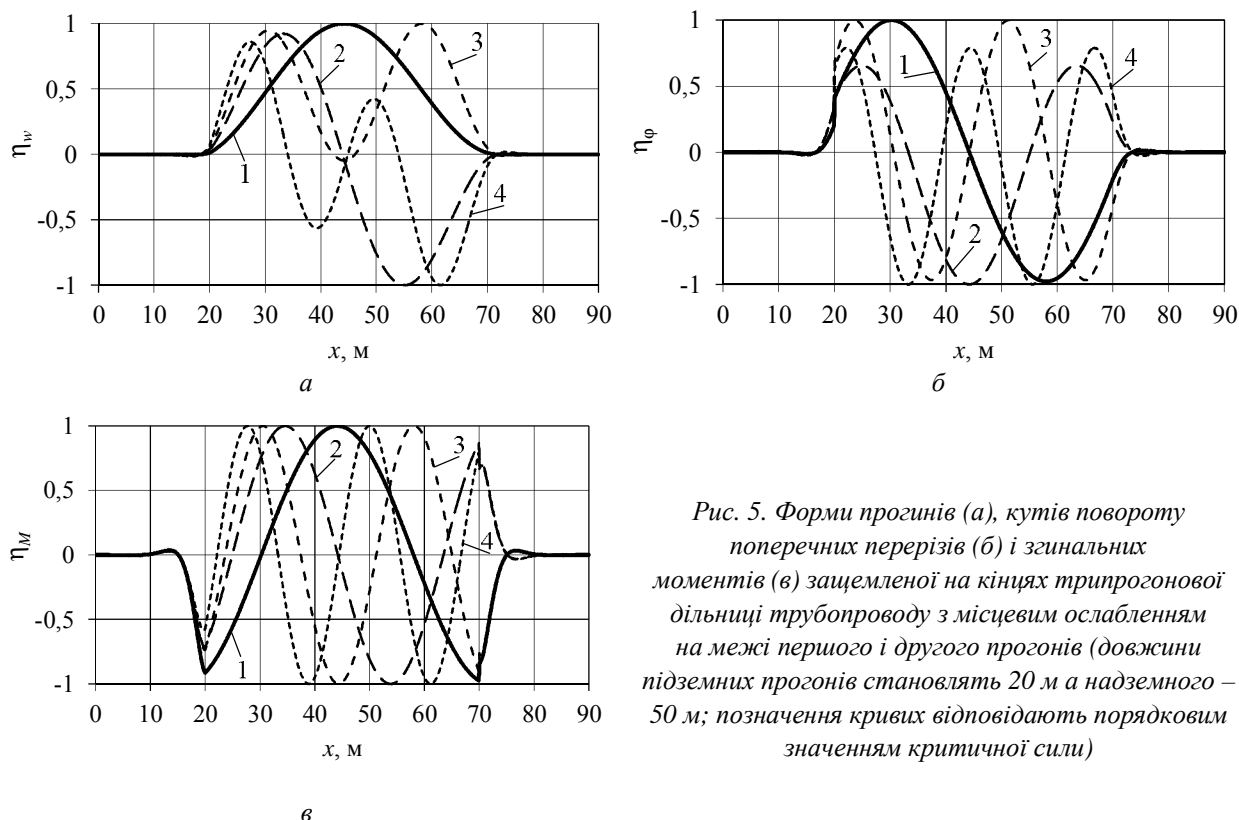 1
0,5
0
-0,5
-1
η_w
1
2
3
4
0 10 20 30 40 50 60 70 80 90
x, м
а
1
0,5
0
-0,5
-1
η_φ
1
2
3
4
0 10 20 30 40 50 60 70 80 90
x, м
б
1
0,5
0
-0,5
-1
η_M
1
2
3
4
0 10 20 30 40 50 60 70 80 90
x, м
в
Рис. 5. Форми прогинів (а), кутів повороту
поперечних перерізів (б) і згинальних
моментів (в) защемленої на кінцях трипрогонової
дільниці трубопроводу з місцевим ослабленням
на межі першого і другого прогонів (довжини
підземних прогонів становлять 20 м а надземного –
50 м; позначення кривих відповідають порядковим
значенням критичної сили)